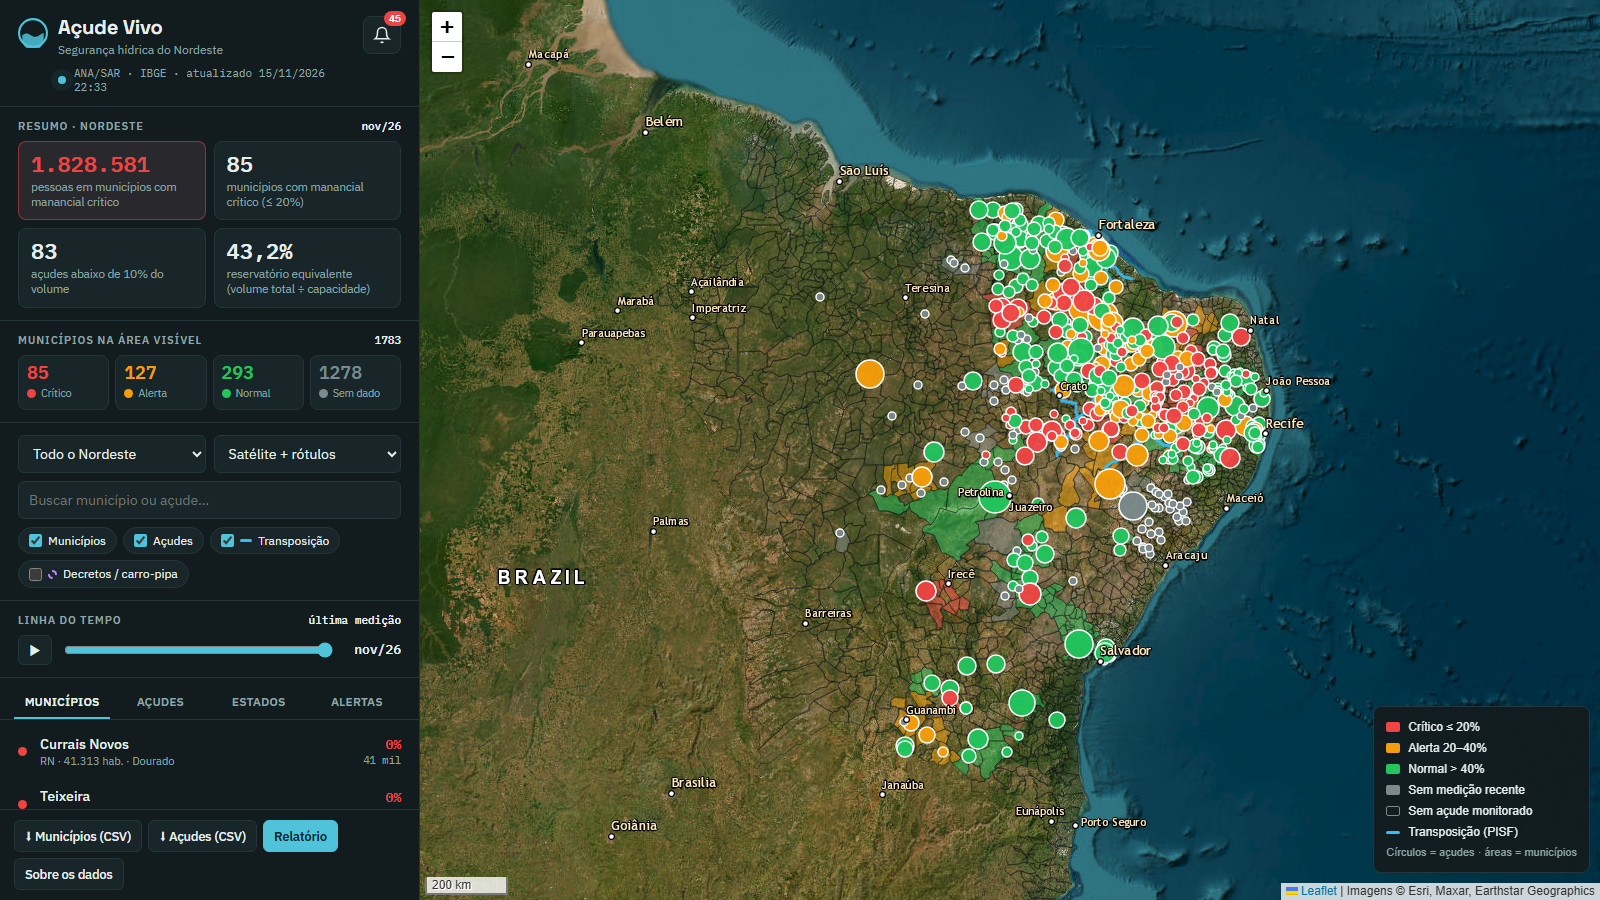 Açude Vivo
45
Segurança hídrica do Nordeste
ANA/SAR · IBGE · atualizado 15/11/2026
22:33
RESUMO · NORDESTE
nov/26
1.828.581
pessoas em municípios com
manancial crítico
85
municípios com manancial
crítico (≤ 20%)
83
açudes abaixo de 10% do
volume
43,2%
reservatório equivalente
(volume total ÷ capacidade)
MUNICÍPIOS NA ÁREA VISÍVEL
1783
85
Crítico
127
Alerta
293
Normal
1278
Sem dado
Todo o Nordeste
Satélite + rótulos
Buscar município ou açude...
Municípios
Açudes
Transposição
Decretos / carro-pipa
LINHA DO TEMPO
última medição
nov/26
MUNICÍPIOS
AÇUDES
ESTADOS
ALERTAS
Currais Novos
0%
RN · 41.313 hab. · Dourado
41 mil
Teixeira
0%
⭳ Municípios (CSV)
⭳ Açudes (CSV)
Relatório
Sobre os dados
+
−
Macapá
Belém
São Luís
Fortaleza
Açailândia
Teresina
Marabá
Imperatriz
Natal
Parauapebas
João Pessoa
Crato
Recife
Petrolina
Maceió
Juazeiro
Palmas
Aracaju
BRAZIL
Irecê
Barreiras
Salvador
Guanambi
Brasília
Janaúba
Eunápolis
Porto Seguro
Goiânia
200 km
Crítico ≤ 20%
Alerta 20–40%
Normal > 40%
Sem medição recente
Sem açude monitorado
Transposição (PISF)
Círculos = açudes · áreas = municípios
Leaflet | Imagens © Esri, Maxar, Earthstar Geographics